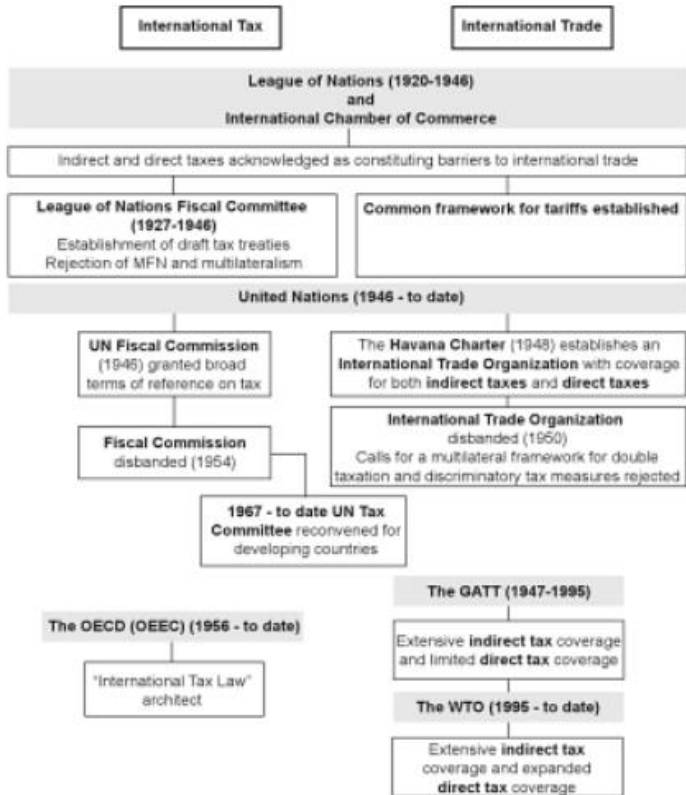 International Tax
International Trade
League of Nations (1920-1946)
and
International Chamber of Commerce
Indirect and direct taxes acknowledged as constituting barriers to international trade
League of Nations Fiscal Committee
(1927-1946)
Establishment of draft tax treaties
Rejection of MFN and multilateralism
Common framework for tariffs established
United Nations (1946 - to date)
UN Fiscal Commission
(1946) granted broad
terms of reference on tax
The Havana Charter (1948) establishes an
International Trade Organization with coverage
for both indirect taxes and direct taxes
Fiscal Commission
disbanded (1954)
International Trade Organization
disbanded (1950)
Calls for a multilateral framework for double
taxation and discriminatory tax measures rejected
1967 - to date UN Tax
Committee reconvened for
developing countries
The GATT (1947-1995)
The OECD (OEEC) (1956 - to date)
Extensive indirect tax coverage
and limited direct tax coverage
"International Tax Law"
architect
The WTO (1995 - to date)
Extensive indirect tax
coverage and expanded
direct tax coverage